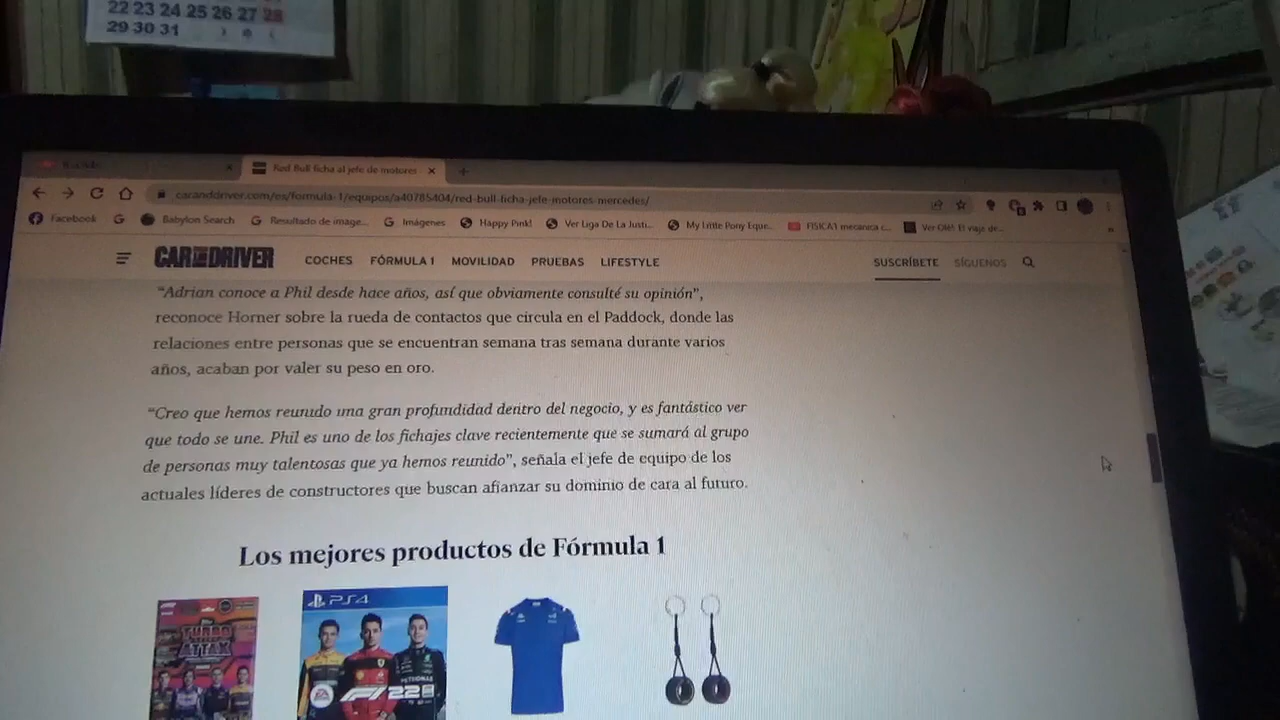 22 23 24 25 26 27 28
29 30 31
Red Bull ficha al jefe de motores
carandriver.com/es/formula-1/equipos/a40785404/red-bull-ficha-jefe-motores-mercedes/
Facebook
Babylon Search
Resultado de image...
Imágenes
Happy Pink!
Ver Liga De La Justi...
My Little Pony Eque...
FISICA1 mecanica c...
Ver Olé! El viaje de...
CAR AND DRIVER
COCHES FÓRMULA 1 MOVILIDAD PRUEBAS LIFESTYLE
SUSCRÍBETE SÍGUENOS
“Adrian conoce a Phil desde hace años, así que obviamente consulté su opinión”,
reconoce Horner sobre la rueda de contactos que circula en el Paddock, donde las
relaciones entre personas que se encuentran semana tras semana durante varios
años, acaban por valer su peso en oro.
“Creo que hemos reunido una gran profundidad dentro del negocio, y es fantástico ver
que todo se une. Phil es uno de los fichajes clave recientemente que se sumará al grupo
de personas muy talentosas que ya hemos reunido”, señala el jefe de equipo de los
actuales líderes de constructores que buscan afianzar su dominio de cara al futuro.
Los mejores productos de Fórmula 1
TURBO
ATTAX
PS4
PETRONAS
EA
F1 22